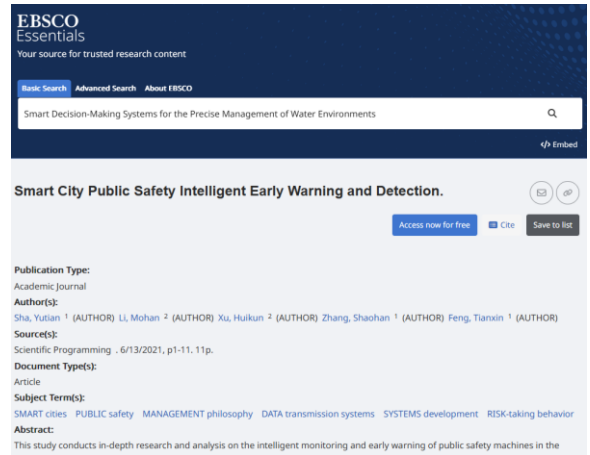 EBSCO
Essentials
Your source for trusted research content
Basic Search Advanced Search About EBSCO
Smart Decision-Making Systems for the Precise Management of Water Environments
</> Embed
Smart City Public Safety Intelligent Early Warning and Detection.
Access now for free Cite Save to list
Publication Type:
Academic Journal
Author(s):
Sha, Yutian 1 (AUTHOR) Li, Mohan 2 (AUTHOR) Xu, Huikun 2 (AUTHOR) Zhang, Shaohan 1 (AUTHOR) Feng, Tianxin 1 (AUTHOR)
Source(s):
Scientific Programming . 6/13/2021, p1-11. 11p.
Document Type(s):
Article
Subject Term(s):
SMART cities PUBLIC safety MANAGEMENT philosophy DATA transmission systems SYSTEMS development RISK-taking behavior
Abstract:
This study conducts in-depth research and analysis on the intelligent monitoring and early warning of public safety machines in the